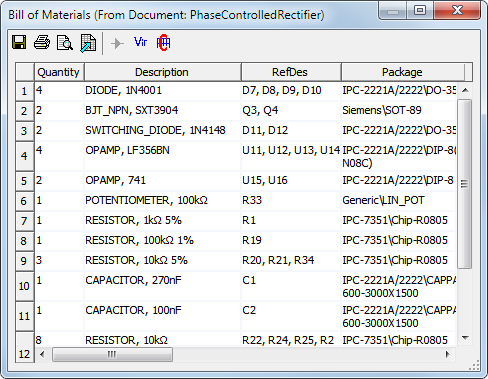 Bill of Materials (From Document: PhaseControlledRectifier)
Vir
Quantity Description RefDes Package
1 4 DIODE, 1N4001 D7, D8, D9, D10 IPC-2221A/2222\DO-35
2 2 BJT_NPN, SXT3904 Q3, Q4 Siemens\SOT-89
3 2 SWITCHING_DIODE, 1N4148 D11, D12 IPC-2221A/2222\DO-35
4 4 OPAMP, LF356BN U11, U12, U13, U14 IPC-2221A/2222\DIP-8(
N08C)
5 2 OPAMP, 741 U15, U16 IPC-2221A/2222\DIP-8
6 1 POTENTIOMETER, 100kΩ R33 Generic\LIN_POT
7 1 RESISTOR, 1kΩ 5% R1 IPC-7351\Chip-R0805
8 1 RESISTOR, 100kΩ 1% R19 IPC-7351\Chip-R0805
9 3 RESISTOR, 10kΩ 5% R20, R21, R34 IPC-7351\Chip-R0805
10 1 CAPACITOR, 270nF C1 IPC-2221A/2222\CAPPA
600-3000X1500
11 1 CAPACITOR, 100nF C2 IPC-2221A/2222\CAPPA
600-3000X1500
12 8 RESISTOR, 10kΩ R22, R24, R25, R2 IPC-7351\Chip-R0805